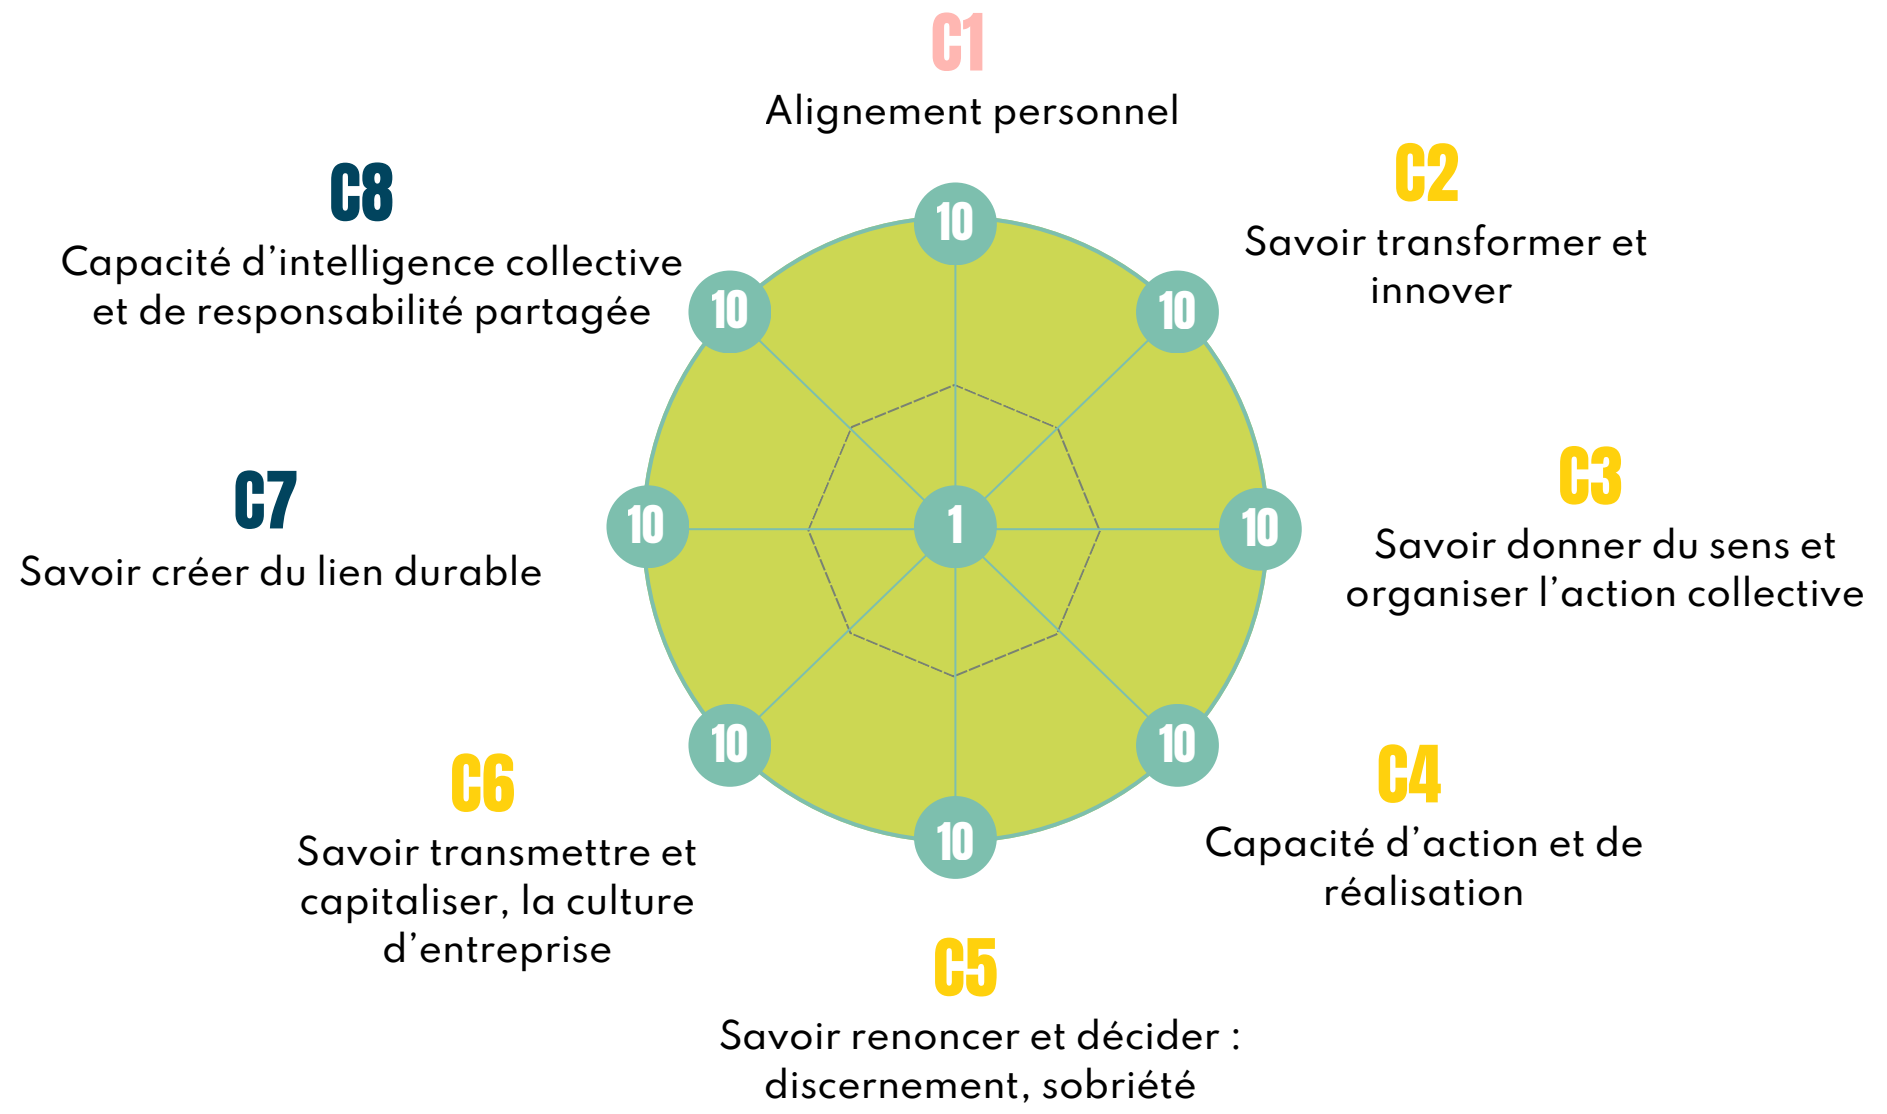 C1
Alignement personnel
C2
Savoir transformer et
innover
C8
Capacité d’intelligence collective
et de responsabilité partagée
10
10
10
C3
Savoir donner du sens et
organiser l’action collective
C7
Savoir créer du lien durable
10
1
10
C4
Capacité d’action et de
réalisation
C6
Savoir transmettre et
capitaliser, la culture
d’entreprise
10
10
10
C5
Savoir renoncer et décider :
discernement, sobriété